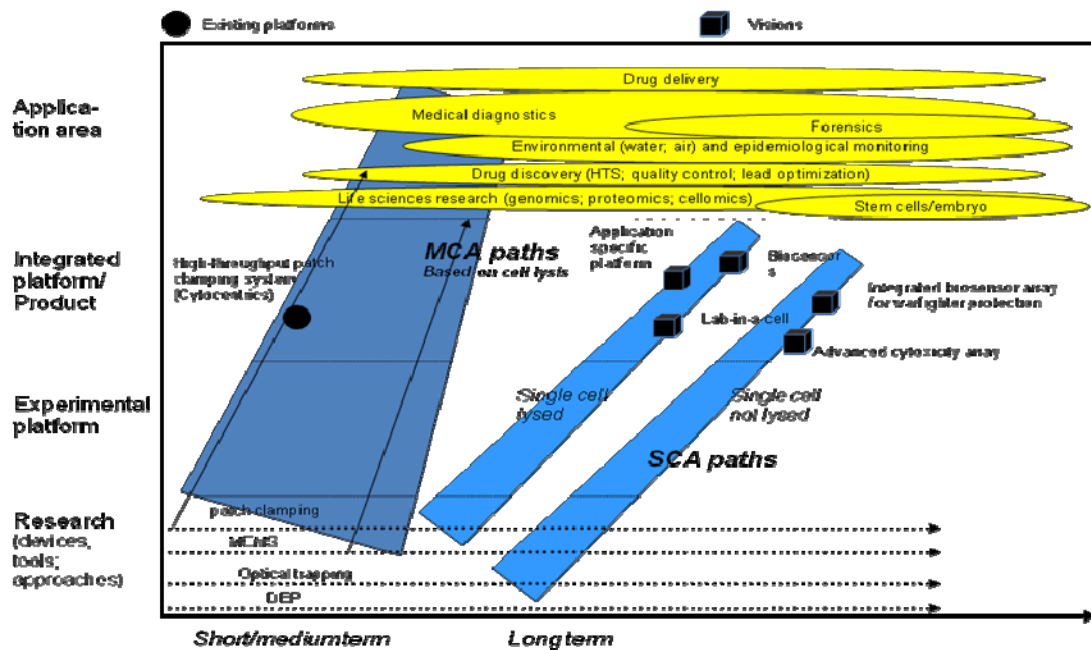 Existing platforms
Visions
Applica-
tion area
Drug delivery
Medical diagnostics
Forensics
Environmental (water; air) and epidemiological monitoring
Drug discovery (HTS; quality control; lead optimization)
Life sciences research (genomics; proteomics; cellomics)
Stem cells/embryo
Integrated
platform/
Product
High-throughput patch
clamping system
(Cytocentrics)
MCA paths
Based on cell lysis
Application
specific
platform
Biosensor
s
Lab-in-a-cell
Integrated biosensor array
for warfighter protection
Advanced cytoxicity array
Experimental
platform
Single cell
lysed
Single cell
not lysed
SCA paths
Research
(devices,
tools;
approaches)
patch clamping
Optical trapping
DEP
Short/mediumterm
Long term